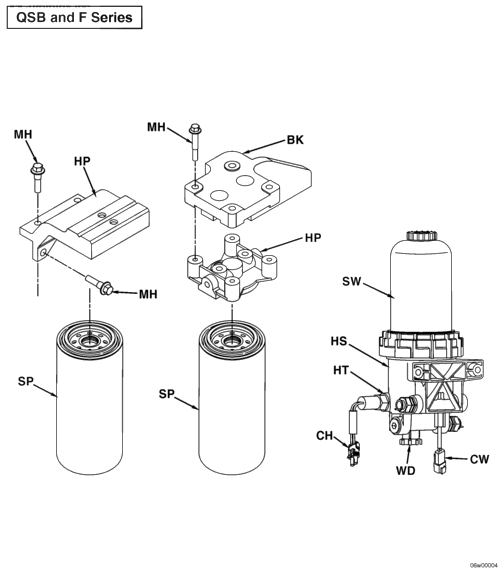 QSB and F Series
MH
HP
MH
BK
HP
MH
SP
SP
SW
HS
HT
CH
WD
CW
06w00004